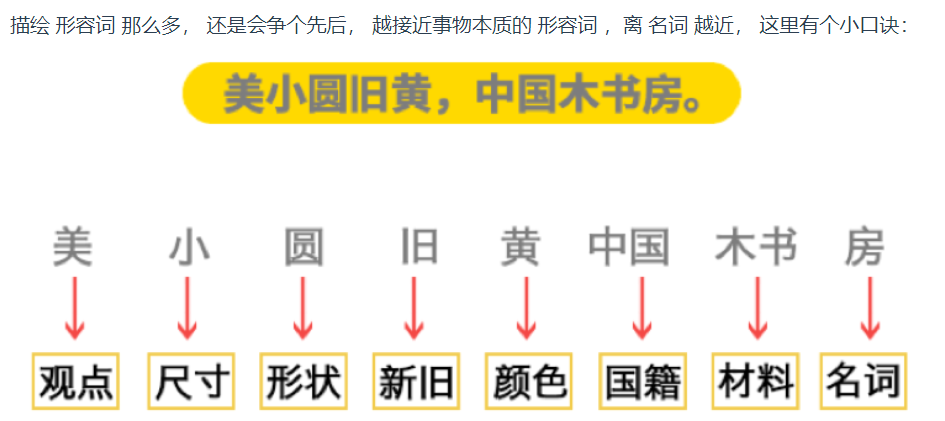 描绘 形容词 那么多， 还是会争个先后， 越接近事物本质的 形容词 ，离 名词 越近， 这里有个小口诀：
美小圆旧黄，中国木书房。
美 小 圆 旧 黄 中国 木书 房
观点 尺寸 形状 新旧 颜色 国籍 材料 名词